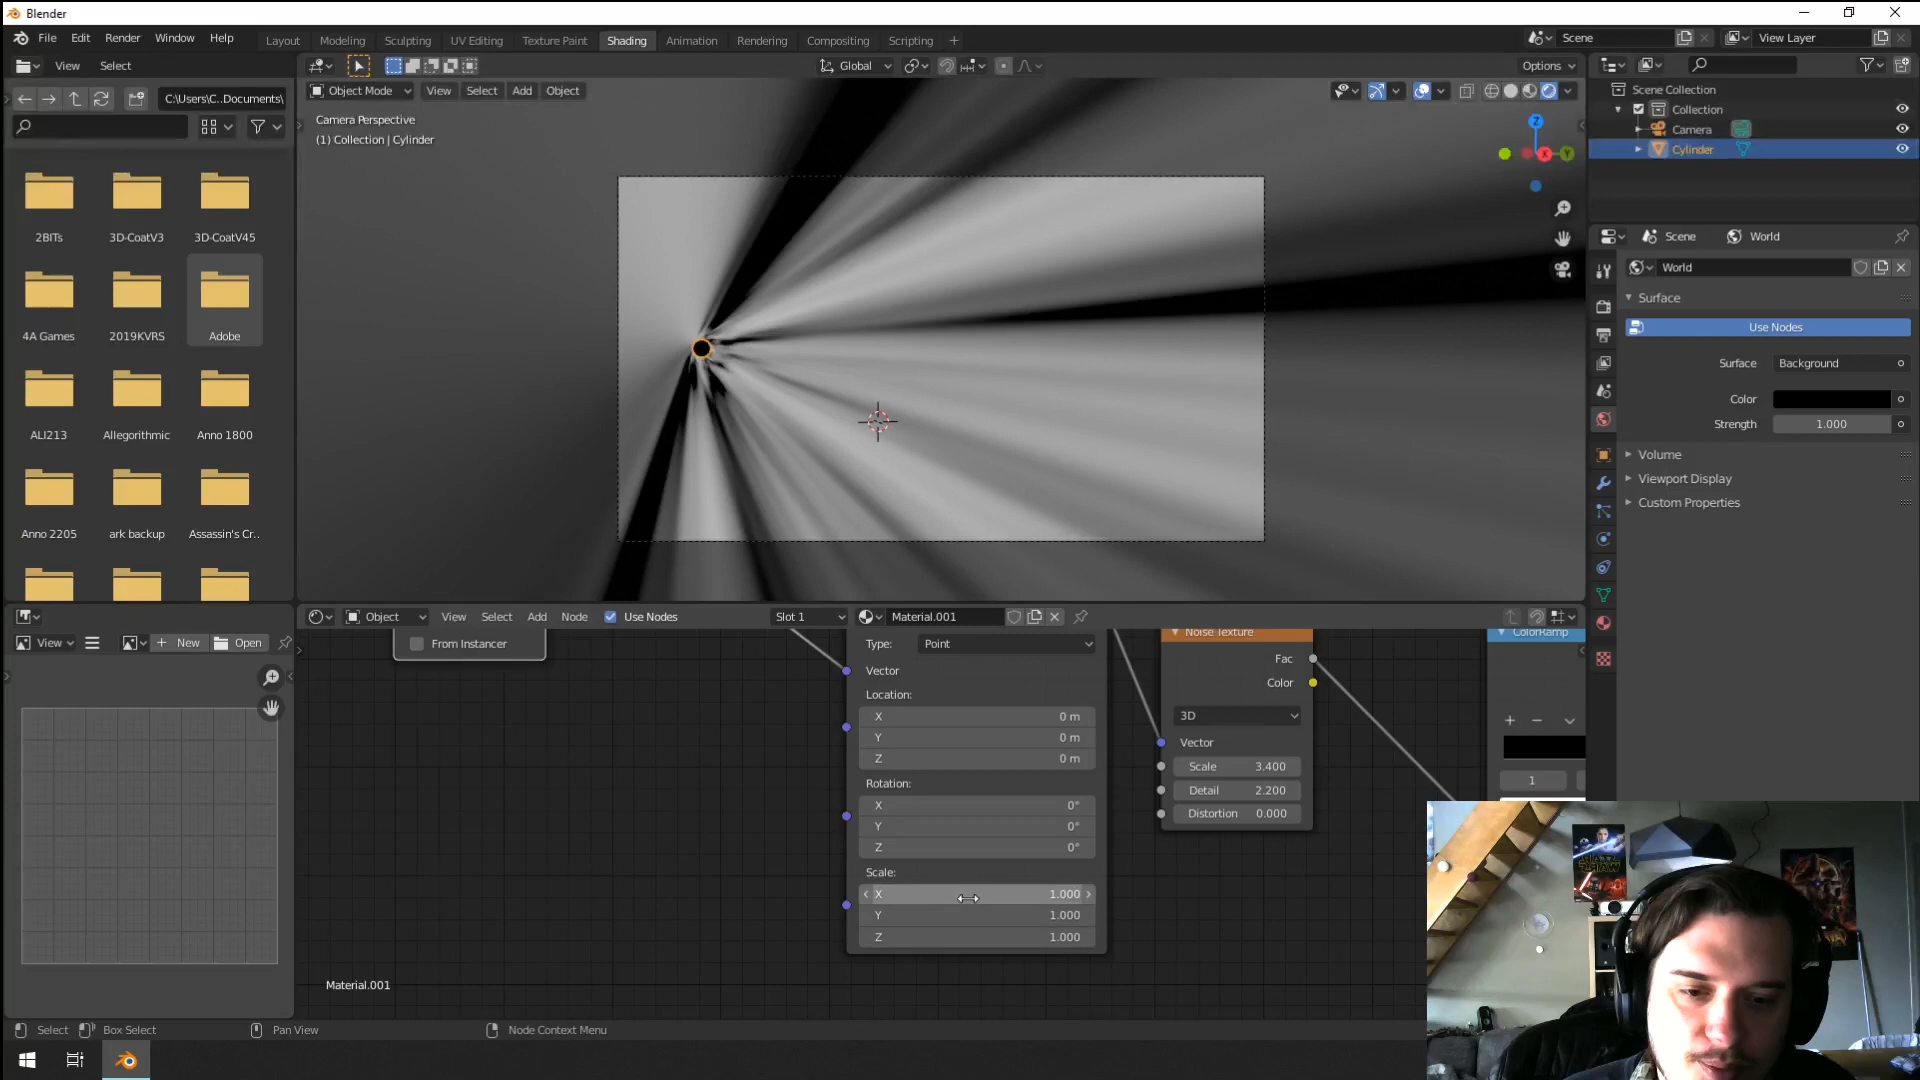 Blender
File Edit Render Window Help
Layout Modeling Sculpting UV Editing Texture Paint Shading Animation Rendering Compositing Scripting +
Scene
View Layer
View Select
Global
Options
C:\Users\C..Documents\
Object Mode View Select Add Object
Camera Perspective
(1) Collection | Cylinder
Z
X
Y
Scene Collection
Collection
Camera
Cylinder
2BITs 3D-CoatV3 3D-CoatV45
4A Games 2019KVRS Adobe
ALI213 Allegorithmic Anno 1800
Anno 2205 ark backup Assassin's Cr..
Scene World
World
Surface
Use Nodes
Surface Background
Color
Strength 1.000
Volume
Viewport Display
Custom Properties
View + New Open
Object View Select Add Node Use Nodes Slot 1 Material.001
From Instancer
Type: Point
Vector
Location:
X 0 m
Y 0 m
Z 0 m
Rotation:
X 0°
Y 0°
Z 0°
Scale:
X 1.000
Y 1.000
Z 1.000
Noise Texture
Fac
Color
3D
Vector
Scale 3.400
Detail 2.200
Distortion 0.000
ColorRamp
1
Material.001
Select Box Select Pan View Node Context Menu